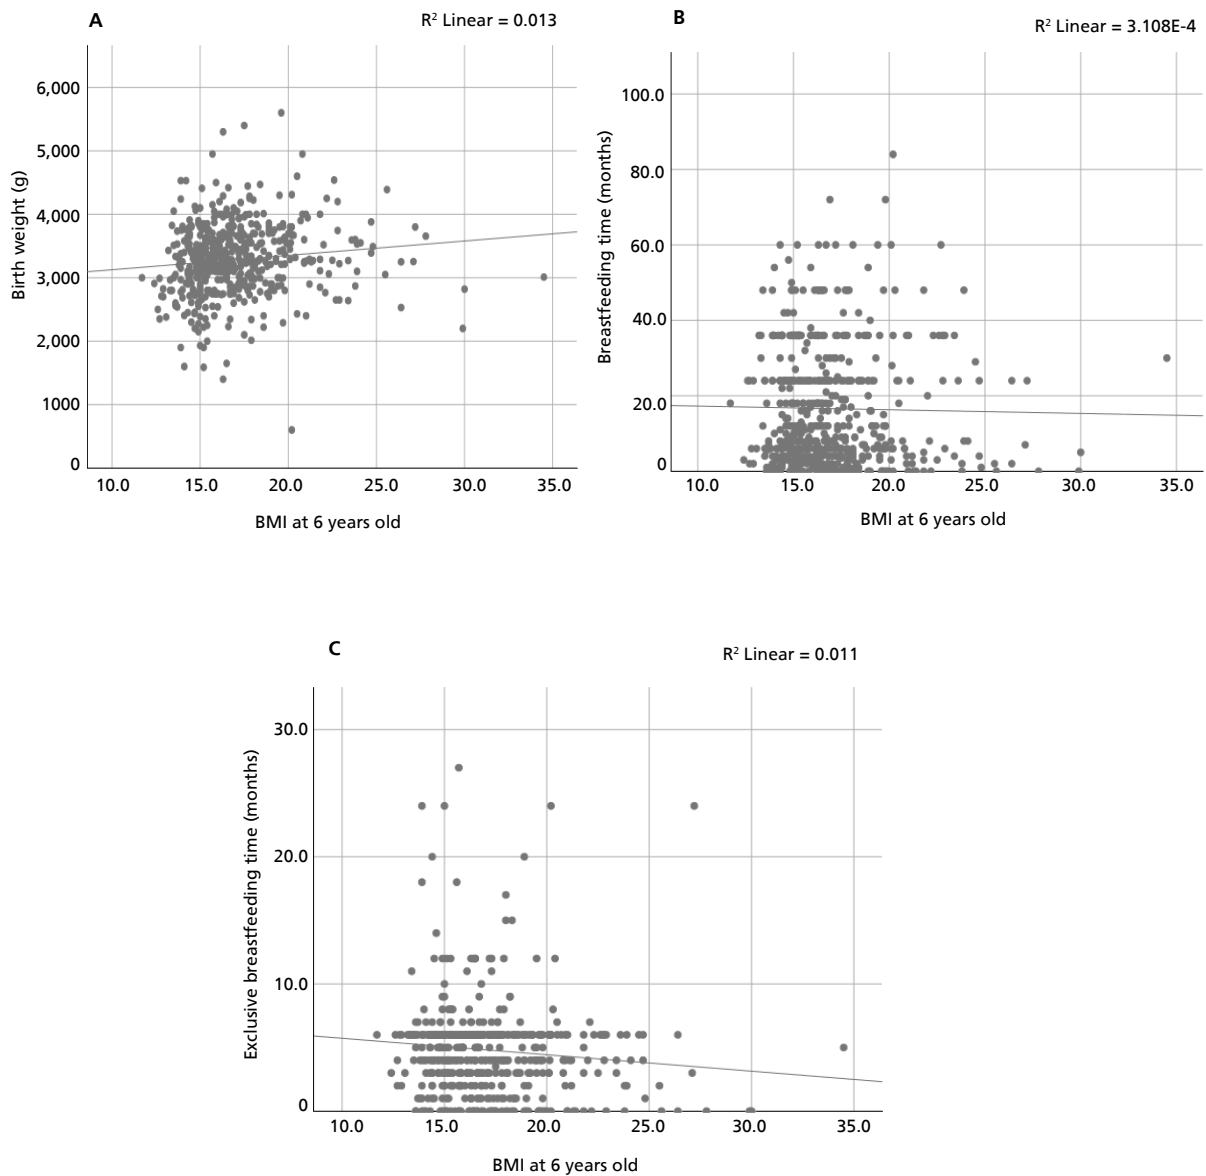 A
R² Linear = 0.013
Birth weight (g)
6,000
5,000
4,000
3,000
2,000
1000
0
10.0 15.0 20.0 25.0 30.0 35.0
BMI at 6 years old
B
R² Linear = 3.108E-4
Breastfeeding time (months)
100.0
80.0
60.0
40.0
20.0
0
10.0 15.0 20.0 25.0 30.0 35.0
BMI at 6 years old
C
R² Linear = 0.011
Exclusive breastfeeding time (months)
30.0
20.0
10.0
0
10.0 15.0 20.0 25.0 30.0 35.0
BMI at 6 years old